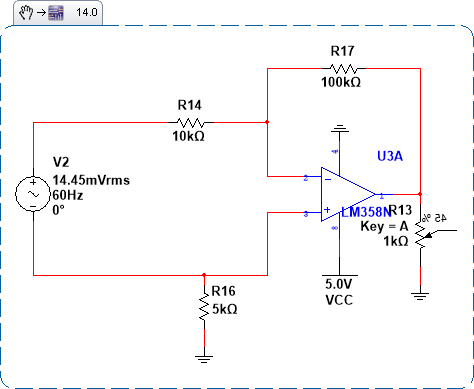 14.0
R17
100kΩ
R14
10kΩ
4
U3A
V2
14.45mVrms
60Hz
0°
2
1
3
LM358N
R13
45 %
Key = A
1kΩ
8
R16
5kΩ
5.0V
VCC